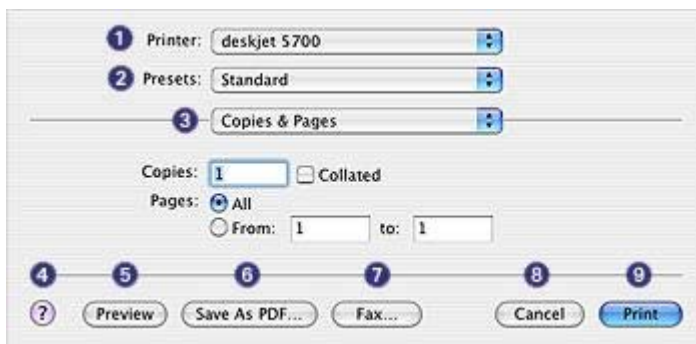 1 Printer: deskjet 5700
2 Presets: Standard
3 Copies & Pages
Copies: 1 Collated
Pages: All
From: 1 to: 1
4 5 6 7 8 9
? Preview Save As PDF... Fax... Cancel Print